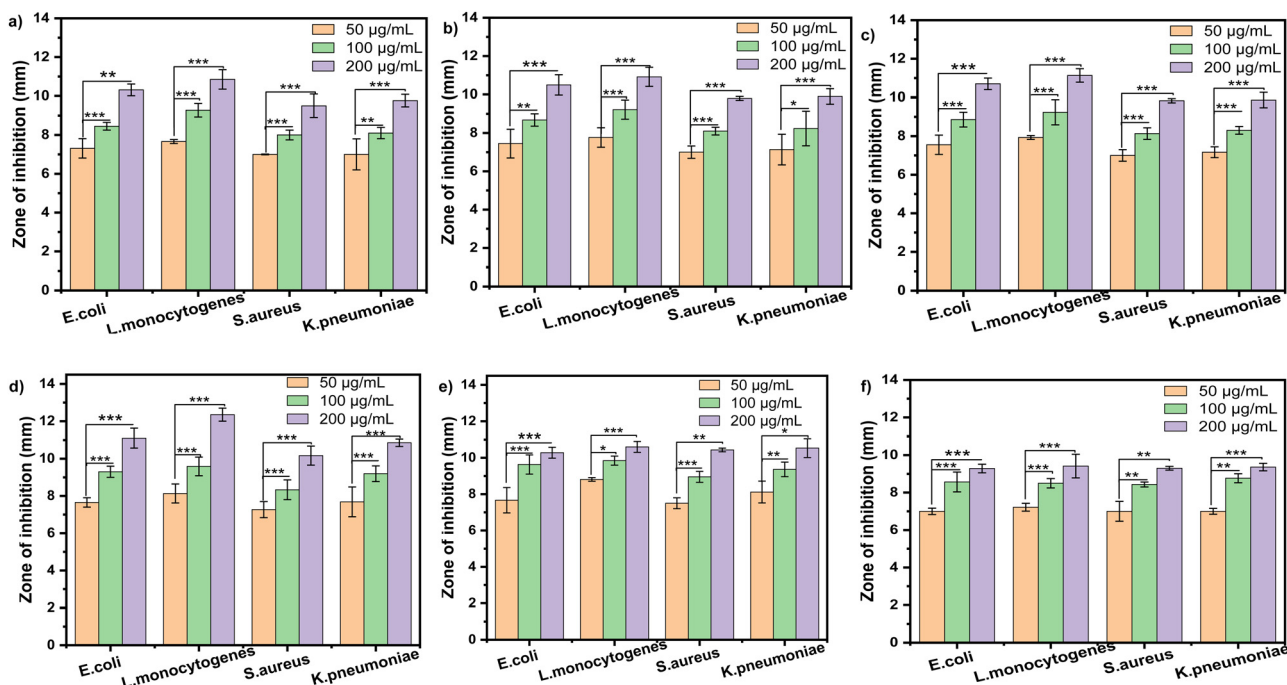 a)
50 µg/mL
100 µg/mL
200 µg/mL
Zone of inhibition (mm)
14
12
10
8
6
4
2
0
**
***
***
***
***
***
***
**
E.coli
L.monocytogenes
S.aureus
K.pneumoniae
b)
50 µg/mL
100 µg/mL
200 µg/mL
Zone of inhibition (mm)
14
12
10
8
6
4
2
0
***
**
***
***
***
***
***
*
E.coli
L.monocytogenes
S.aureus
K.pneumoniae
c)
50 µg/mL
100 µg/mL
200 µg/mL
Zone of inhibition (mm)
14
12
10
8
6
4
2
0
***
***
***
***
***
***
***
***
E.coli
L.monocytogenes
S.aureus
K.pneumoniae
d)
50 µg/mL
100 µg/mL
200 µg/mL
Zone of inhibition (mm)
14
12
10
8
6
4
2
0
***
***
***
***
***
***
***
***
E.coli
L.monocytogenes
S.aureus
K.pneumoniae
e)
50 µg/mL
100 µg/mL
200 µg/mL
Zone of inhibition (mm)
14
12
10
8
6
4
2
0
***
***
***
*
**
***
*
**
E.coli
L.monocytogenes
S.aureus
K.pneumoniae
f)
50 µg/mL
100 µg/mL
200 µg/mL
Zone of inhibition (mm)
14
12
10
8
6
4
2
0
***
***
***
***
**
**
***
**
E.coli
L.monocytogenes
S.aureus
K.pneumoniae